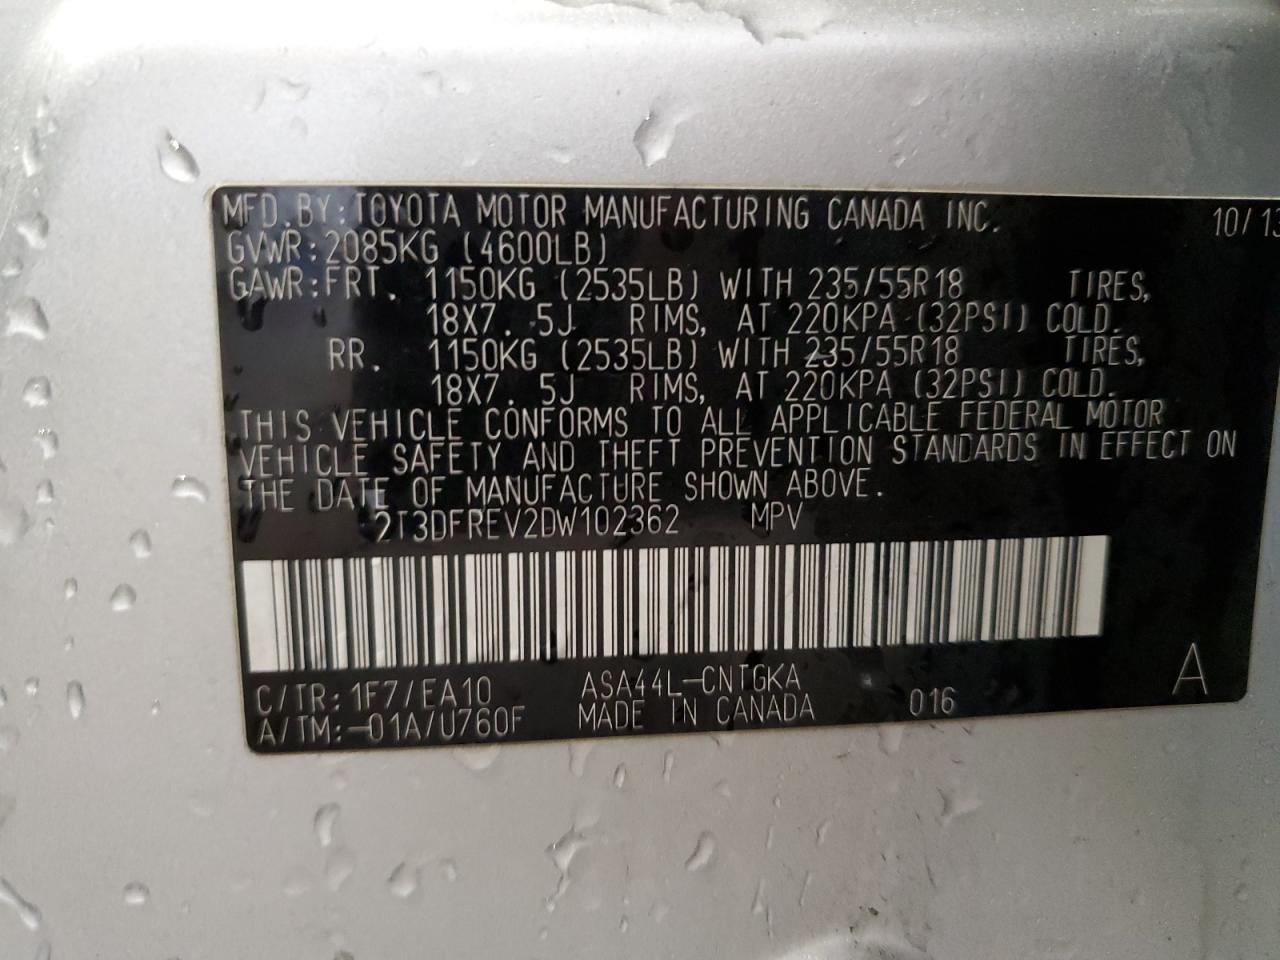 MFD.BY:TOYOTA MOTOR MANUFACTURING CANADA INC. 10/13
GVWR:2085KG (4600LB)
GAWR:FRT. 1150KG (2535LB) WITH 235/55R18 TIRES,
18X7. 5J RIMS, AT 220KPA (32PSI) COLD.
RR. 1150KG (2535LB) WITH 235/55R18 TIRES,
18X7. 5J RIMS, AT 220KPA (32PSI) COLD.
THIS VEHICLE CONFORMS TO ALL APPLICABLE FEDERAL MOTOR
VEHICLE SAFETY AND THEFT PREVENTION STANDARDS IN EFFECT ON
THE DATE OF MANUFACTURE SHOWN ABOVE.
2T3DFREV2DW102362 MPV
C/TR:1F7/EA10 ASA44L-CNTGKA
A/TM:-01A/U760F MADE IN CANADA 016 A